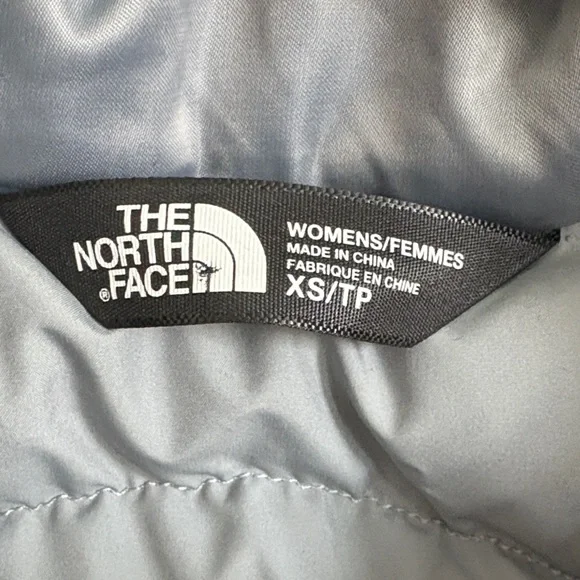 THE
NORTH
FACE
®
WOMENS/FEMMES
MADE IN CHINA
FABRIQUE EN CHINE
XS/TP